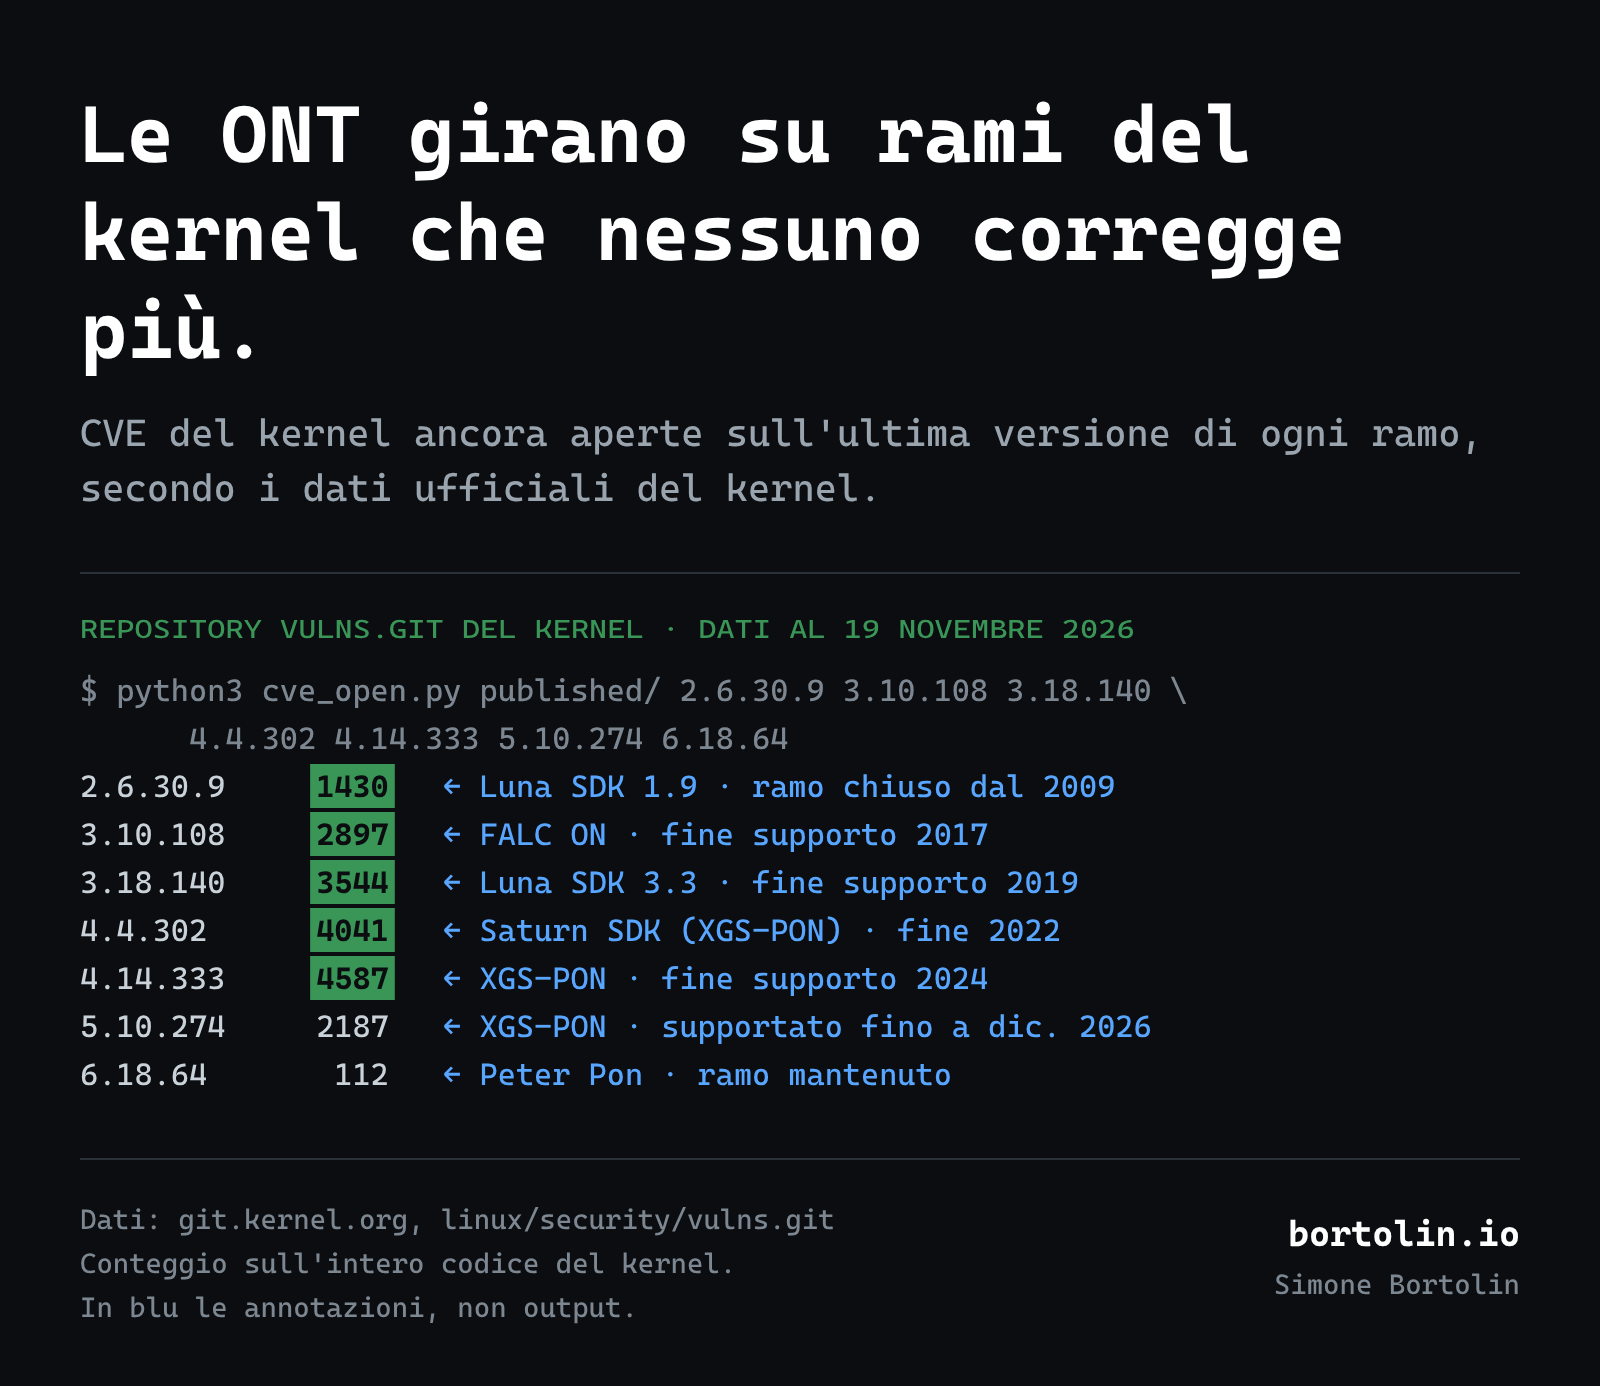 Le ONT girano su rami del
kernel che nessuno corregge
più.
CVE del kernel ancora aperte sull'ultima versione di ogni ramo,
secondo i dati ufficiali del kernel.
REPOSITORY VULNS.GIT DEL KERNEL · DATI AL 19 NOVEMBRE 2026
$ python3 cve_open.py published/ 2.6.30.9 3.10.108 3.18.140 \
4.4.302 4.14.333 5.10.274 6.18.64
2.6.30.9 1430 ← Luna SDK 1.9 · ramo chiuso dal 2009
3.10.108 2897 ← FALC ON · fine supporto 2017
3.18.140 3544 ← Luna SDK 3.3 · fine supporto 2019
4.4.302 4041 ← Saturn SDK (XGS-PON) · fine 2022
4.14.333 4587 ← XGS-PON · fine supporto 2024
5.10.274 2187 ← XGS-PON · supportato fino a dic. 2026
6.18.64 112 ← Peter Pon · ramo mantenuto
Dati: git.kernel.org, linux/security/vulns.git
Conteggio sull'intero codice del kernel.
In blu le annotazioni, non output.
bortolin.io
Simone Bortolin